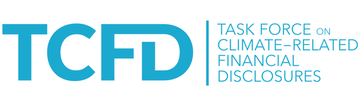 TCFD
TASK FORCE ON
CLIMATE-RELATED
FINANCIAL
DISCLOSURES